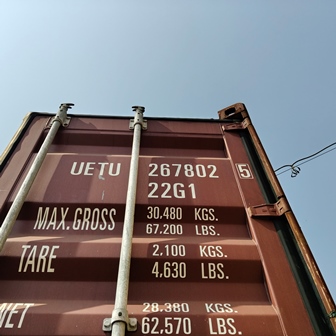 UETU 267802 5
22G1
MAX.GROSS 30.480 KGS.
67.200 LBS.
TARE 2.100 KGS.
4.630 LBS.
NET 28.380 KGS.
62.570 LBS.